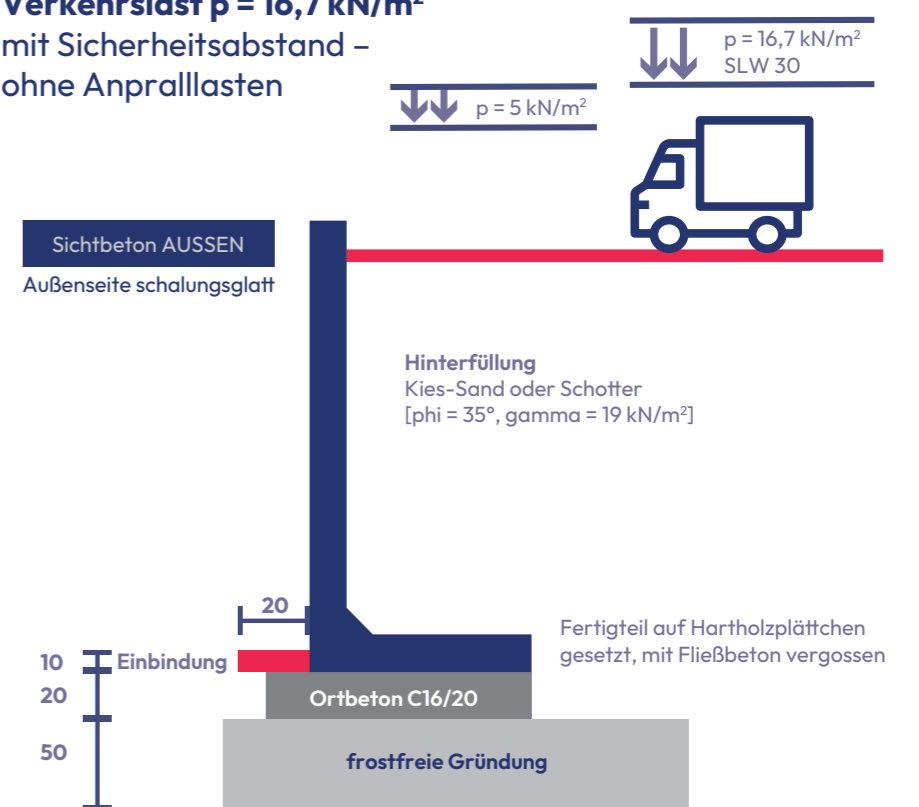 Verkehrslast p = 16,7 kN/m²
mit Sicherheitsabstand –
ohne Anpralllasten
p = 16,7 kN/m²
SLW 30
p = 5 kN/m²
Sichtbeton AUSSEN
Außenseite schalungsglatt
Hinterfüllung
Kies-Sand oder Schotter
[phi = 35°, gamma = 19 kN/m²]
20
Fertigteil auf Hartholzplättchen
gesetzt, mit Fließbeton vergossen
10
Einbindung
20
Ortbeton C16/20
50
frostfreie Gründung